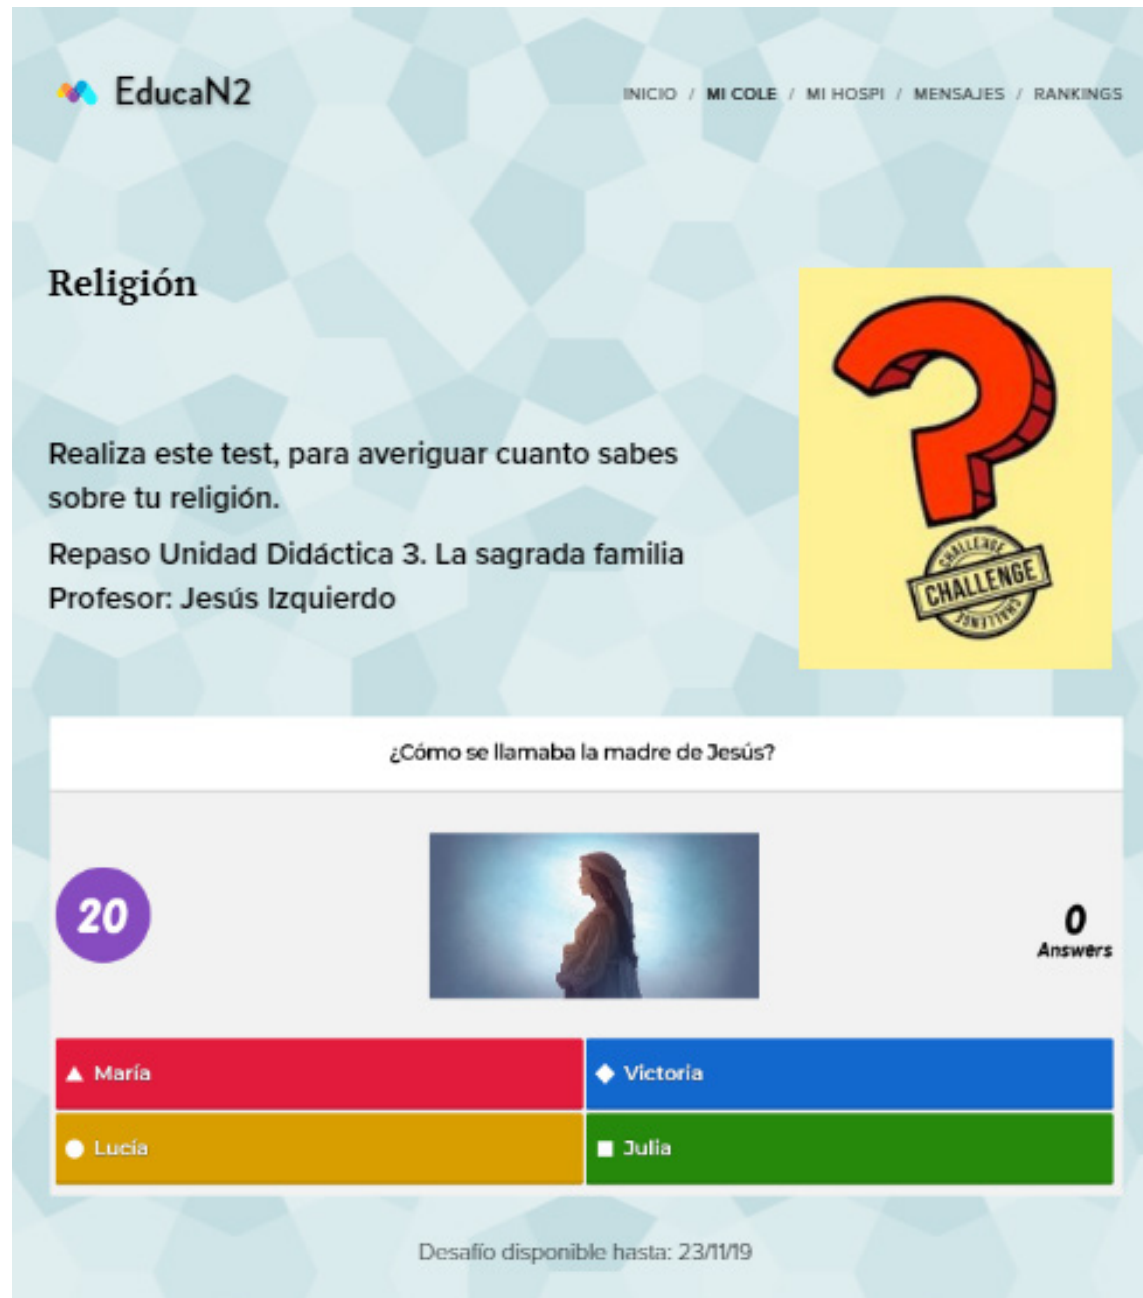 EducaN2
INICIO / MI COLE / MI HOSPI / MENSAJES / RANKINGS
Religión
Realiza este test, para averiguar cuanto sabes
sobre tu religión.
Repaso Unidad Didáctica 3. La sagrada familia
Profesor: Jesús Izquierdo
CHALLENGE
CHALLENGE
CHALLENGE
¿Cómo se llamaba la madre de Jesús?
20
0
Answers
María
Victoria
Lucía
Julia
Desafío disponible hasta: 23/11/19